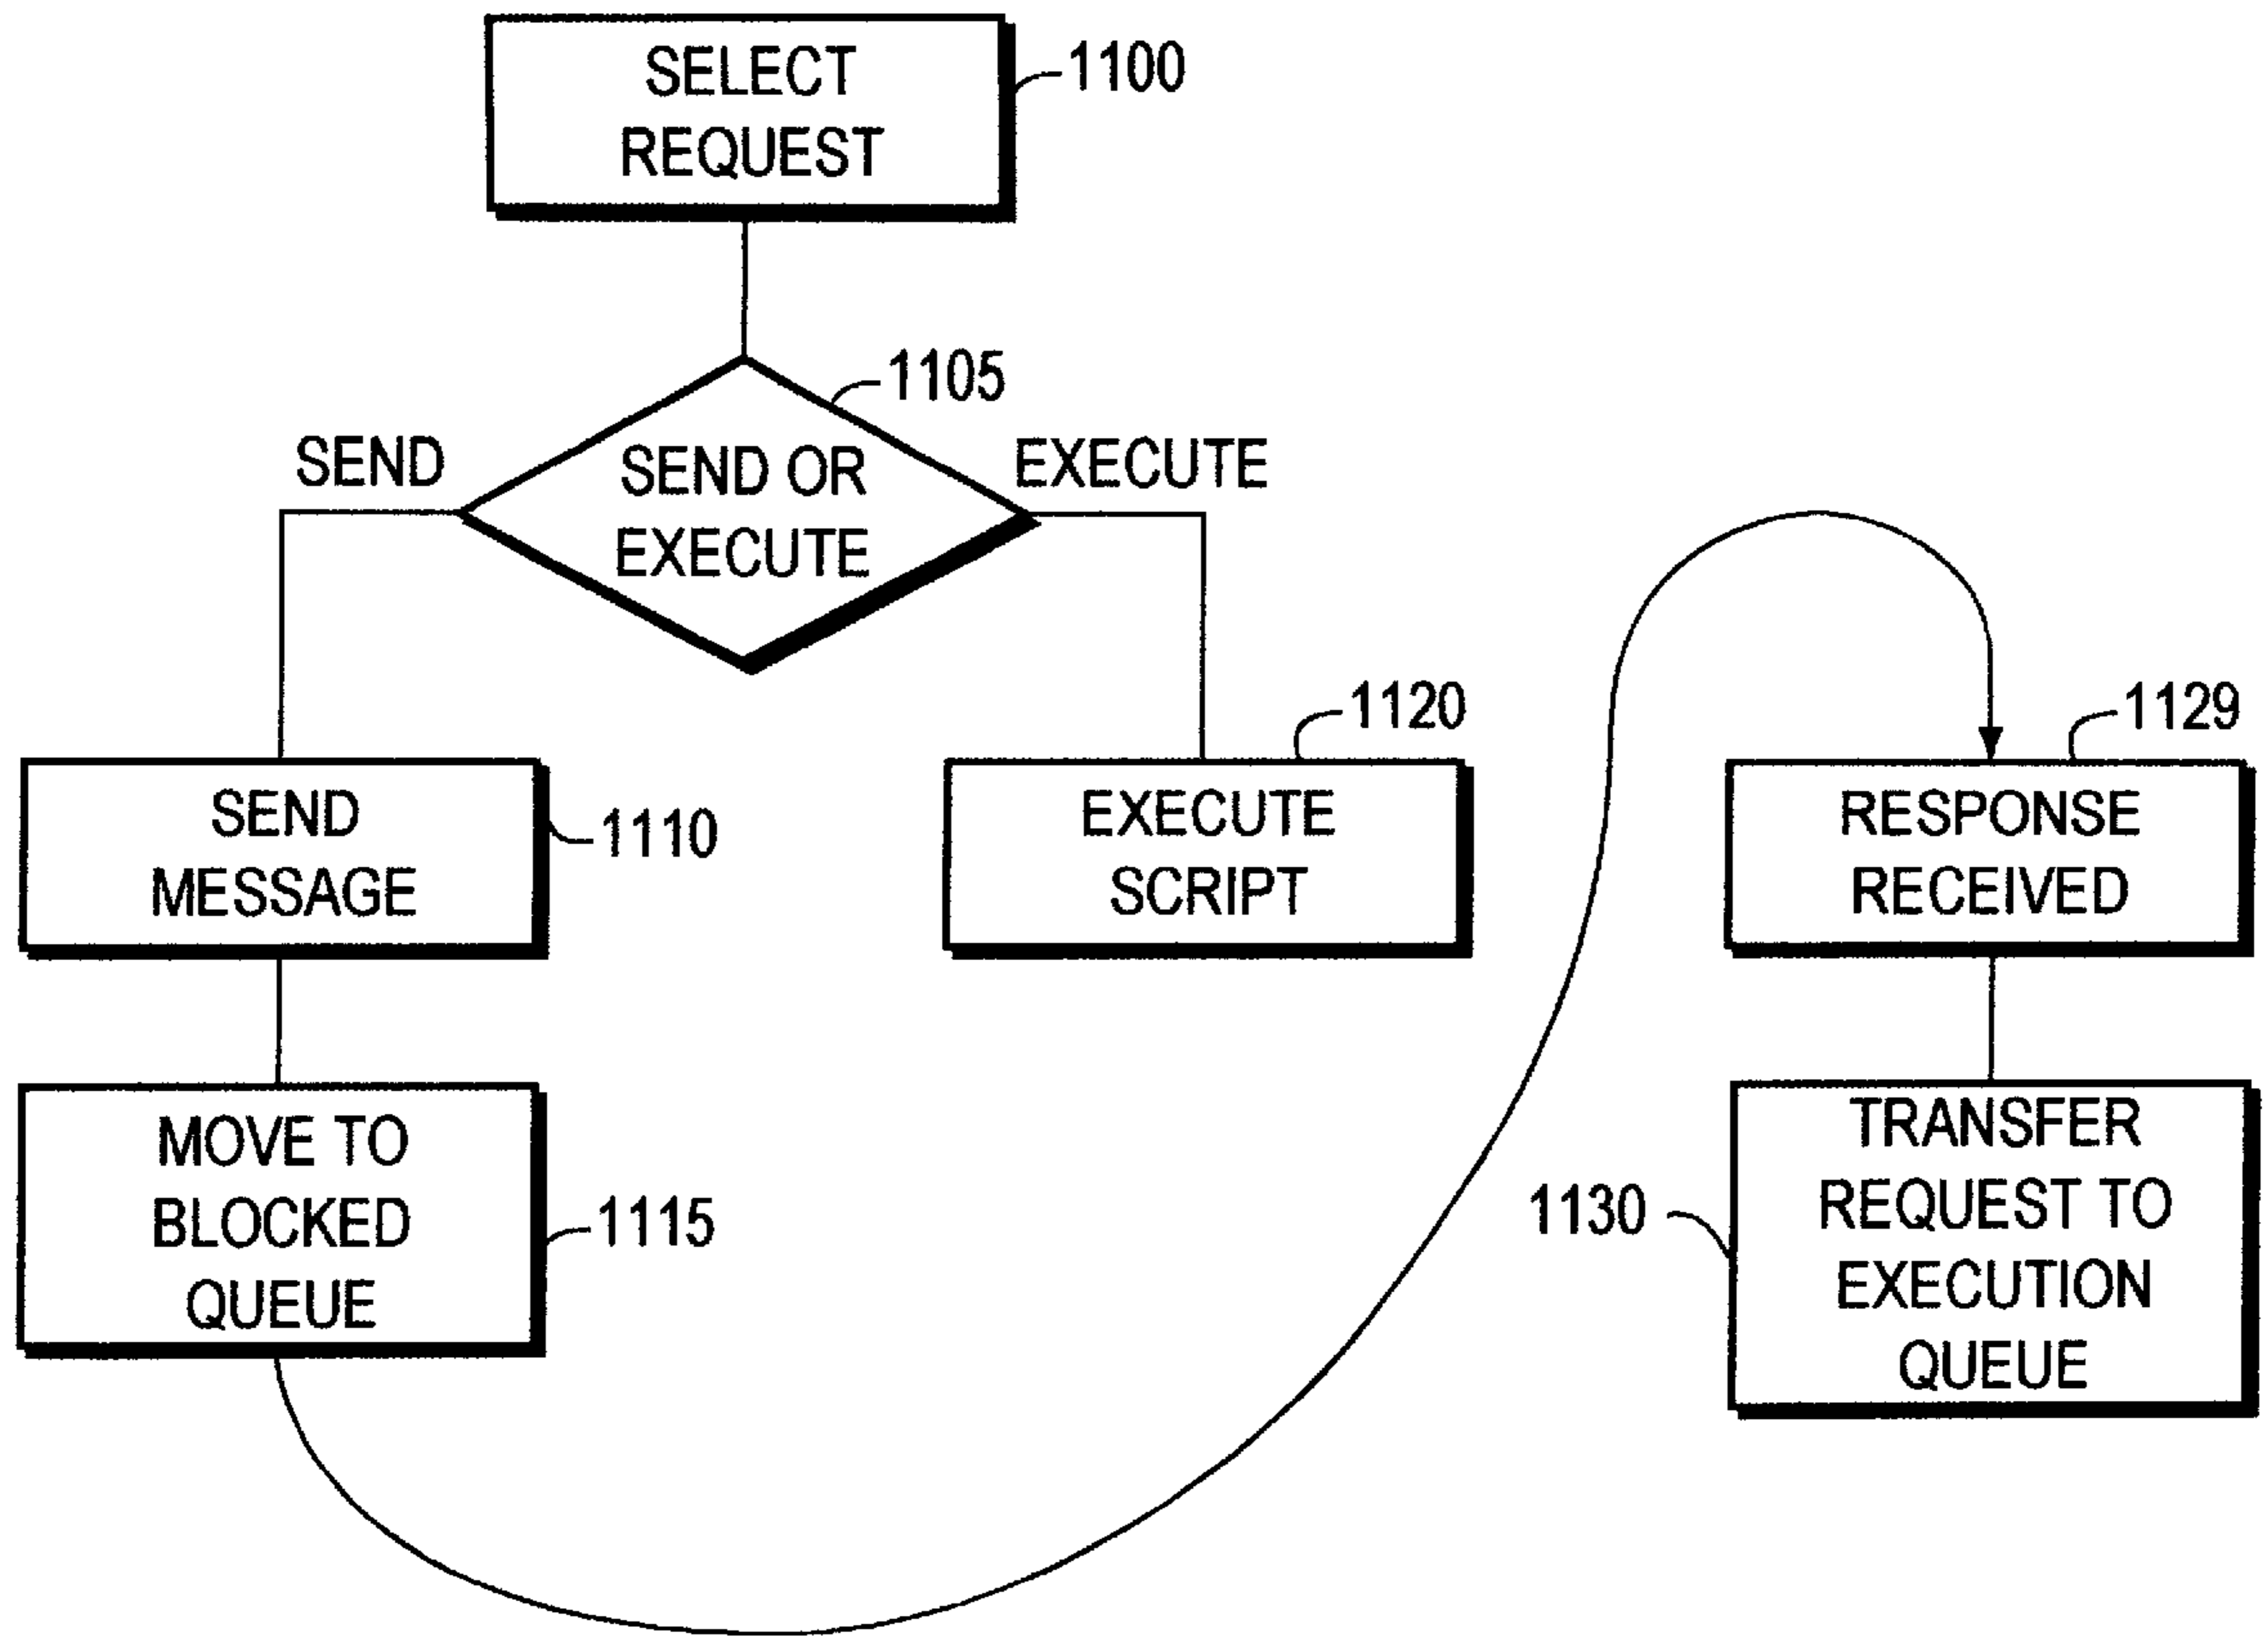 SELECT
REQUEST
1100
1105
SEND
SEND OR
EXECUTE
EXECUTE
SEND
MESSAGE
1110
1120
EXECUTE
SCRIPT
1129
RESPONSE
RECEIVED
MOVE TO
BLOCKED
QUEUE
1115
1130
TRANSFER
REQUEST TO
EXECUTION
QUEUE